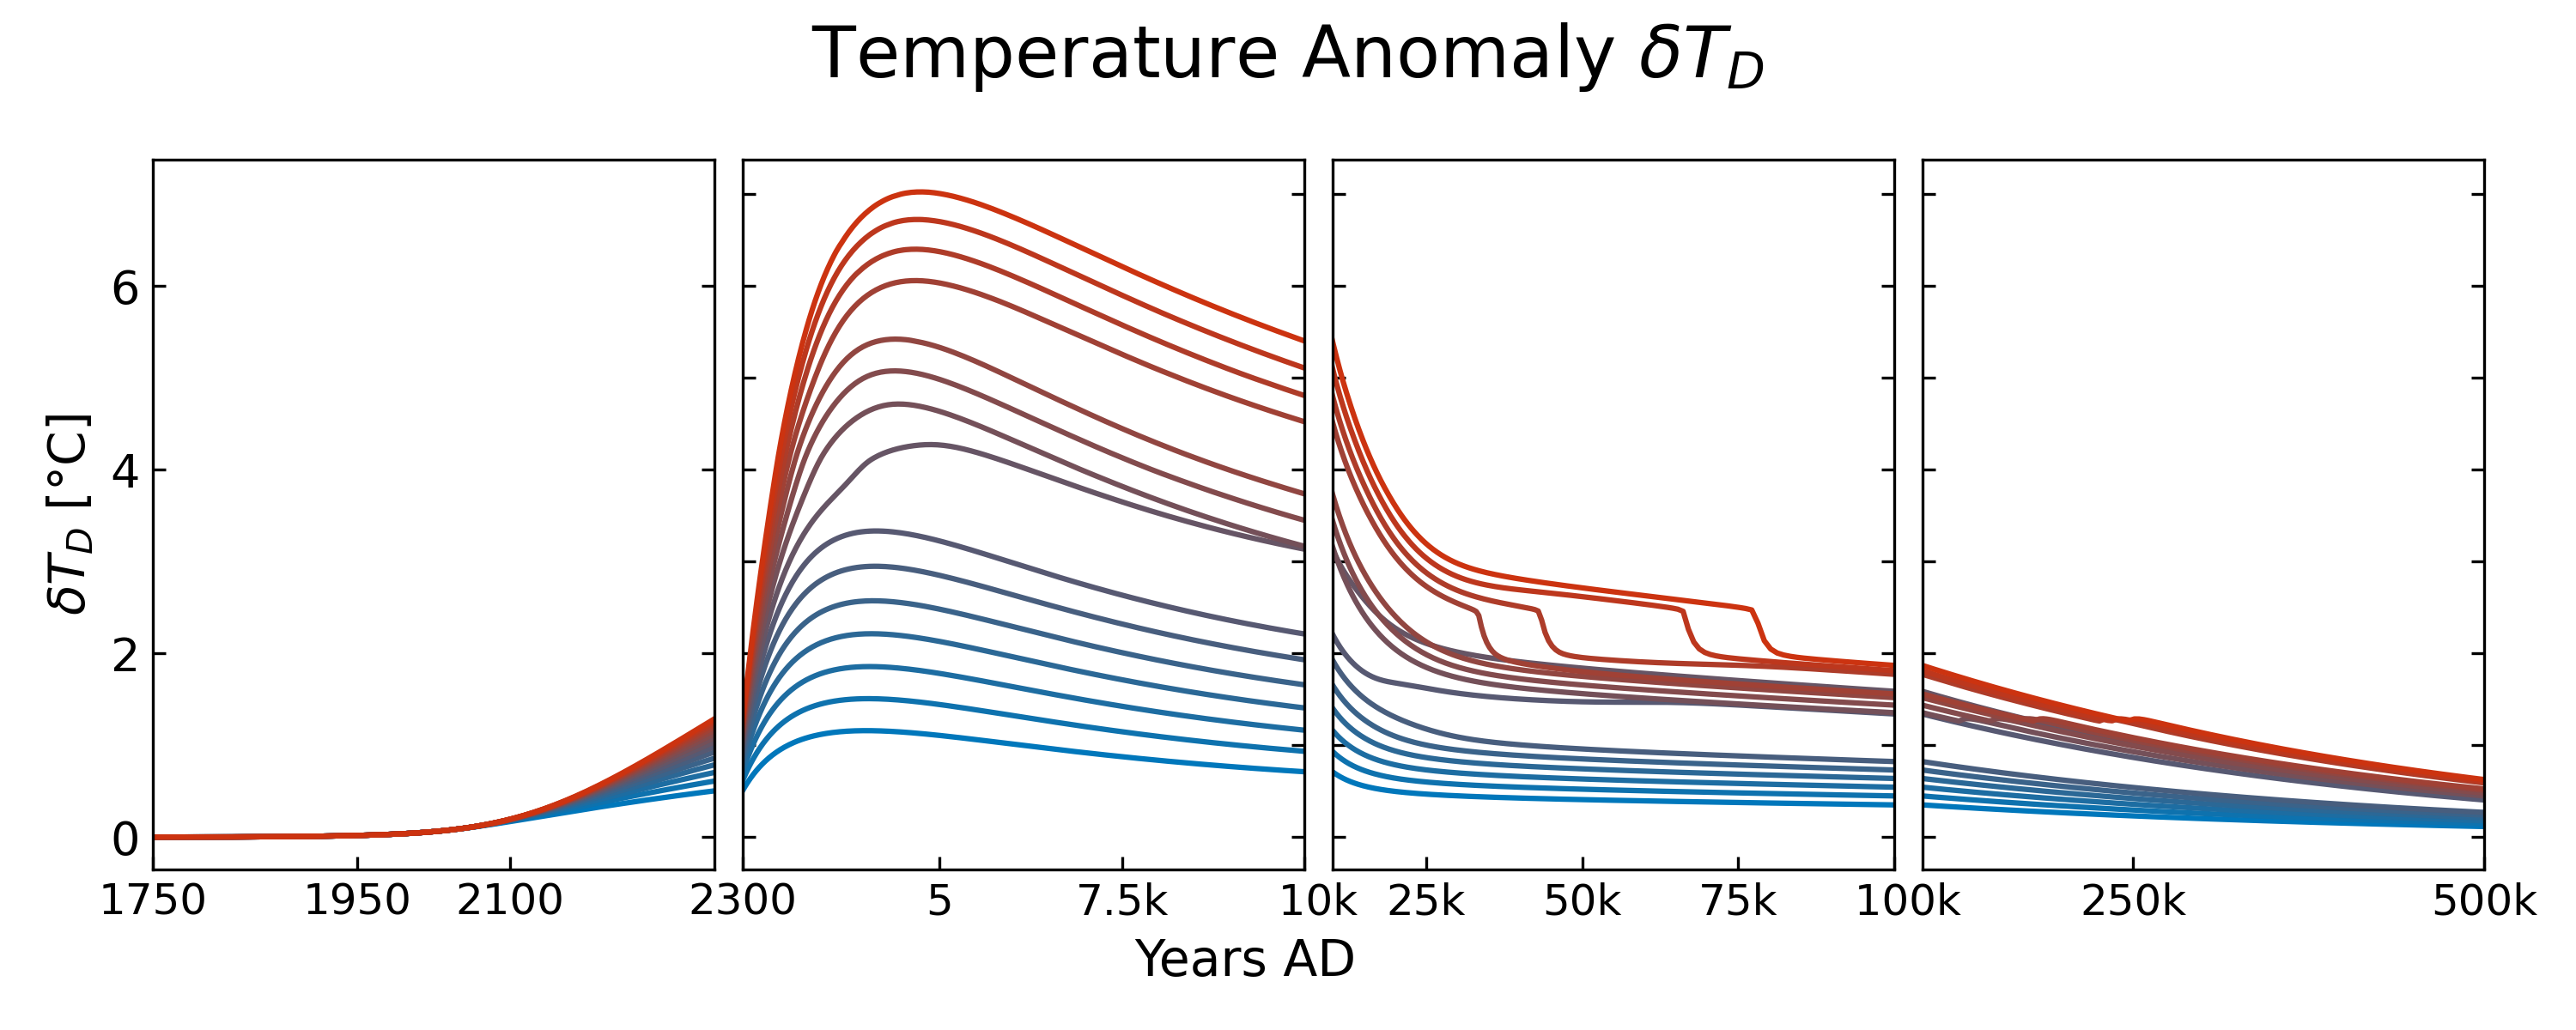 Temperature Anomaly δT_D
δT_D [°C]
6
4
2
0
1750 1950 2100 2300 5 7.5k 10k 25k 50k 75k 100k 250k 500k
Years AD